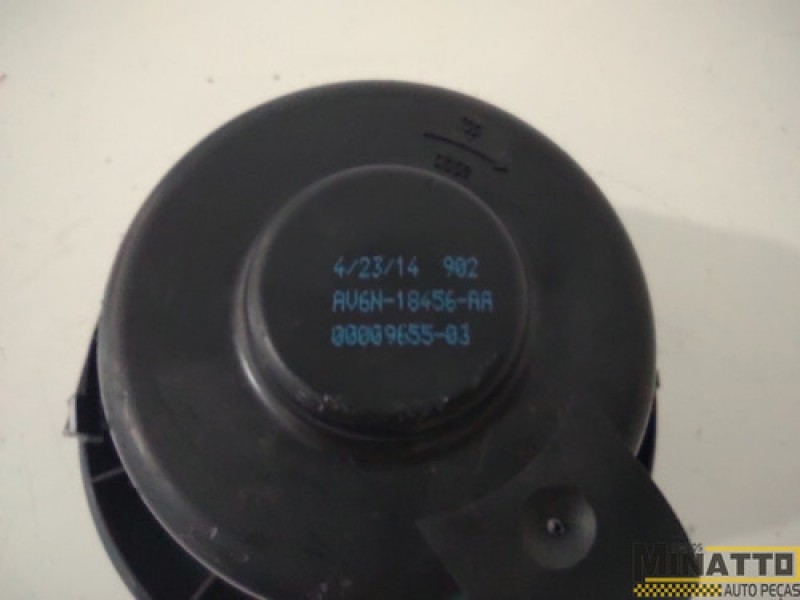 4/23/14 902
AV6N-18456-AA
00009655-03
MINATTO
AUTO PEÇAS